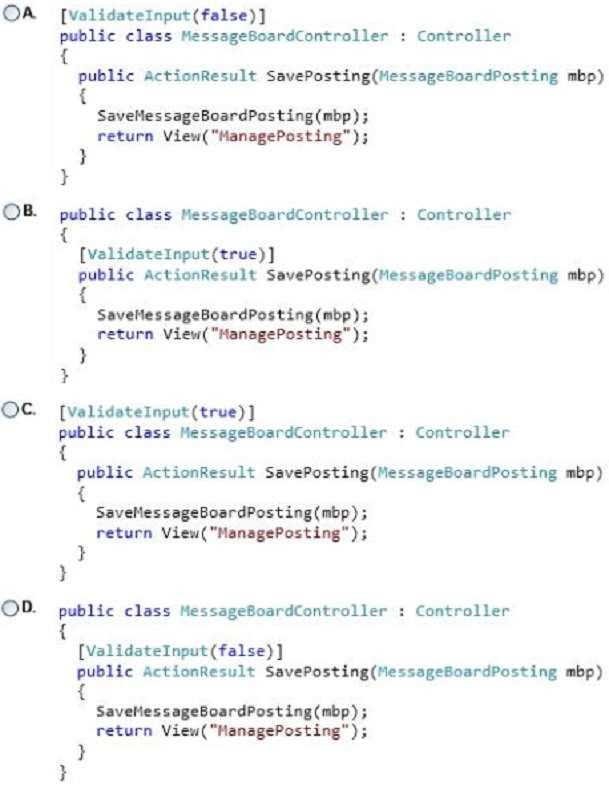 A. [ValidateInput(false)]
public class MessageBoardController : Controller
{
public ActionResult SavePosting(MessageBoardPosting mbp)
{
SaveMessageBoardPosting(mbp);
return View("ManagePosting");
}
}
B. public class MessageBoardController : Controller
{
[ValidateInput(true)]
public ActionResult SavePosting(MessageBoardPosting mbp)
{
SaveMessageBoardPosting(mbp);
return View("ManagePosting");
}
}
C. [ValidateInput(true)]
public class MessageBoardController : Controller
{
public ActionResult SavePosting(MessageBoardPosting mbp)
{
SaveMessageBoardPosting(mbp);
return View("ManagePosting");
}
}
D. public class MessageBoardController : Controller
{
[ValidateInput(false)]
public ActionResult SavePosting(MessageBoardPosting mbp)
{
SaveMessageBoardPosting(mbp);
return View("ManagePosting");
}
}